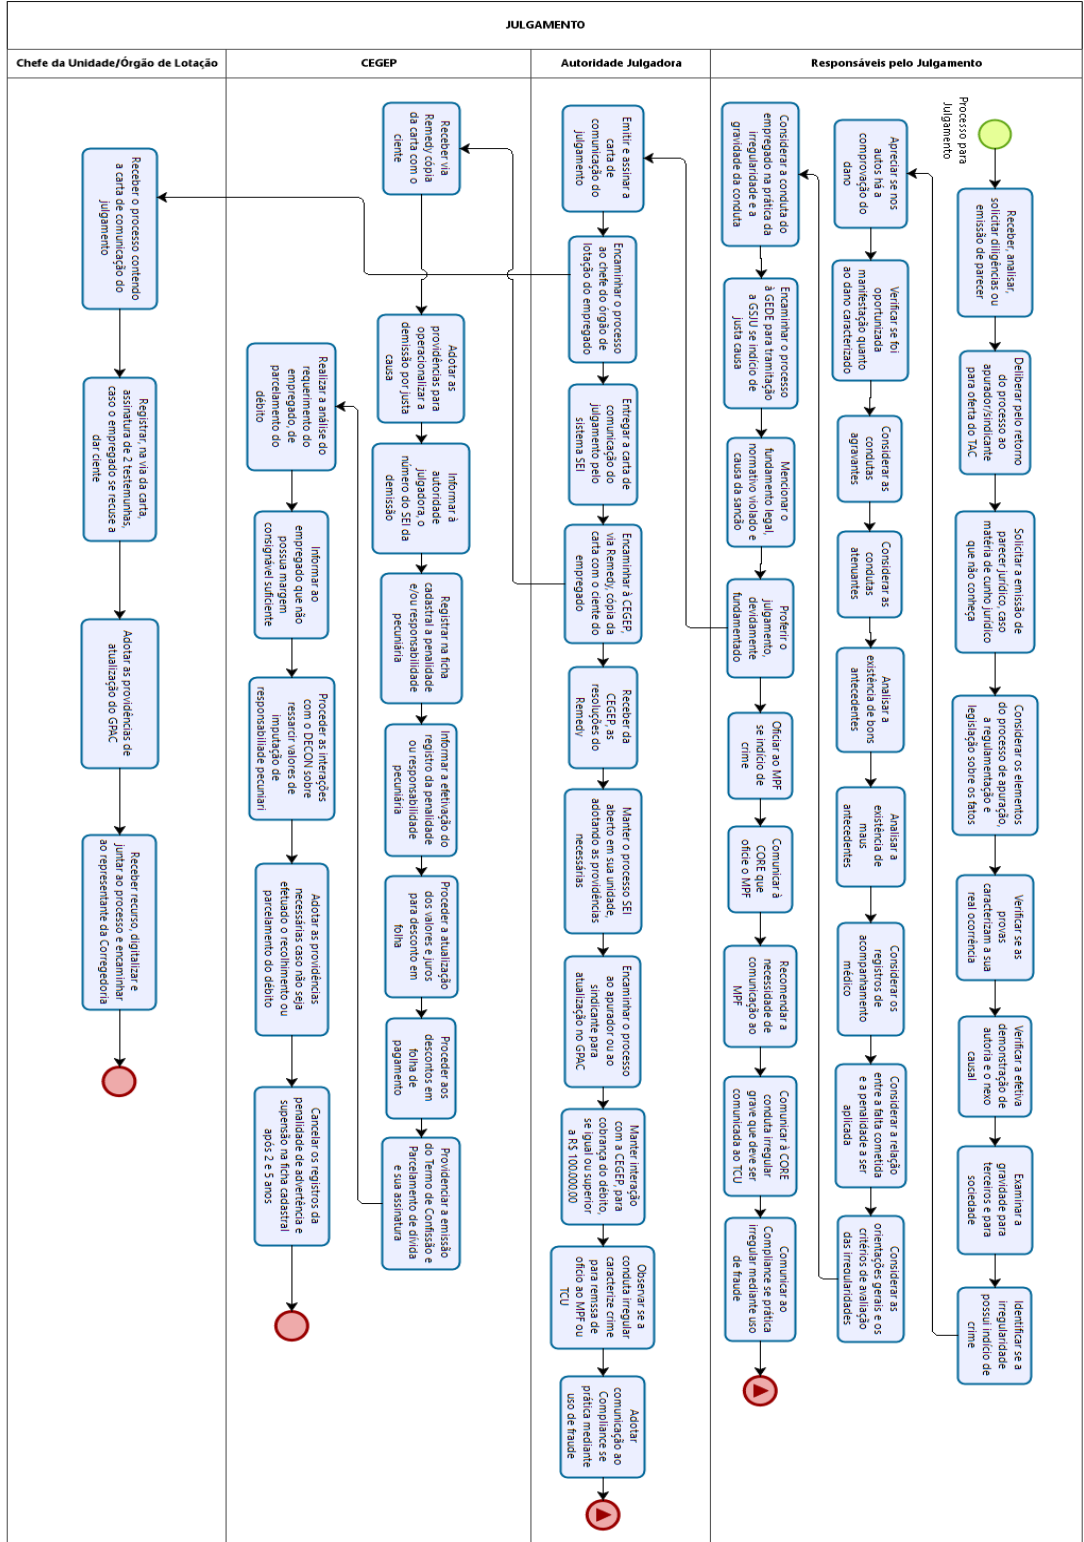 JULGAMENTO
Chefe da Unidade/Órgão de Lotação
CEGEP
Autoridade Julgadora
Responsáveis pelo Julgamento
Processo para
Julgamento
Receber, analisar,
solicitar diligências ou
emissão de parecer
Deliberar pelo retorno
do processo ao
apurador/sindicante
para oferta do TAC
Solicitar a emissão de
parecer jurídico, caso
matéria de cunho jurídico
que não conheça
Considerar os elementos
do processo de apuração,
a regulamentação e
legislação sobre os fatos
Verificar se as
provas
caracterizam a sua
real ocorrência
Verificar a efetiva
demonstração de
autoria e o nexo
causal
Examinar a
gravidade para
terceiros e para
sociedade
Identificar se a
irregularidade
possui indício de
crime
Apreciar se nos
autos há a
comprovação do
dano
Verificar se foi
oportunizada
manifestação quanto
ao dano caracterizado
Considerar as
condutas
agravantes
Considerar as
condutas
atenuantes
Analisar a
existência de bons
antecedentes
Analisar a
existência de
maus
antecedentes
Considerar os
registros de
acompanhamento
médico
Considerar a relação
entre a falta cometida
e a penalidade a ser
aplicada
Considerar as
orientações gerais e os
critérios de avaliação
das irregularidades
Considerar a conduta do
empregado na prática da
irregularidade e a
gravidade da conduta
Encaminhar o processo
à GEDE para tramitação
a GSJU se indício de
justa causa
Mencionar o
fundamento legal,
normativo violado e
causa da sanção
Proferir o
julgamento,
devidamente
fundamentado
Oficiar ao MPF
se indício de
crime
Comunicar à
CORE que
oficie o MPF
Recomendar a
necessidade de
comunicação ao
MPF
Comunicar à CORE
conduta irregular
grave que deve ser
comunicada ao TCU
Comunicar ao
Compliance se prática
irregular mediante uso
de fraude
Emitir e assinar a
carta de
comunicação do
julgamento
Encaminhar o processo
ao chefe do órgão de
lotação do empregado
Entregar a carta de
comunicação do
julgamento pelo
sistema SEI
Encaminhar à CEGEP,
via Remedy, cópia da
carta com o ciente do
empregado
Receber da
CEGEP, as
resoluções do
Remedy
Manter o processo SEI
aberto em sua unidade,
adotando as providências
necessárias
Encaminhar o processo
ao apurador ou ao
sindicante para
atualização no GPAC
Manter interação
com a CEGEP, para
cobrança do débito,
se igual ou superior
a R$ 100.000,00
Observar se a
conduta irregular
caracterize crime
para remissa de
ofício ao MPF ou
TCU
Adotar
comunicação ao
Compliance se
prática mediante
uso de fraude
Receber via
Remedy cópia
da carta com o
ciente
Adotar as
providências para
operacionalizar a
demissão por justa
causa
Informar à
autoridade
julgadora, o
número do SEI da
demissão
Registrar na ficha
cadastral a penalidade
e/ou responsabilidade
pecuniária
Informar a efetivação do
registro da penalidade
ou responsabilidade
pecuniária
Proceder a atualização
dos valores e juros
para desconto em
folha
Proceder aos
descontos em
folha de
pagamento
Providenciar a emissão
do Termo de Confissão e
Parcelamento de dívida
e sua assinatura
Realizar a análise do
requerimento do
empregado, de
parcelamento do
débito
Informar ao
empregado que não
possua margem
consignável suficiente
Proceder as interações
com o DECON sobre
ressarcir valores de
imputação de
responsabiliade pecuniari
Adotar as providências
necessárias caso não seja
efetuado o recolhimento ou
parcelamento do débito
Cancelar os registros da
penalidade de advertência e
supensão na ficha cadastral
após 2 e 5 anos
Receber o processo contendo
a carta de comunicação do
julgamento
Registrar, na via da carta,
assinatura de 2 testemunhas,
caso o empregado se recuse a
dar ciente
Adotar as providências de
atualização do GPAC
Receber recurso, digitalizar e
juntar ao processo e encaminhar
ao representante da Corregedoria